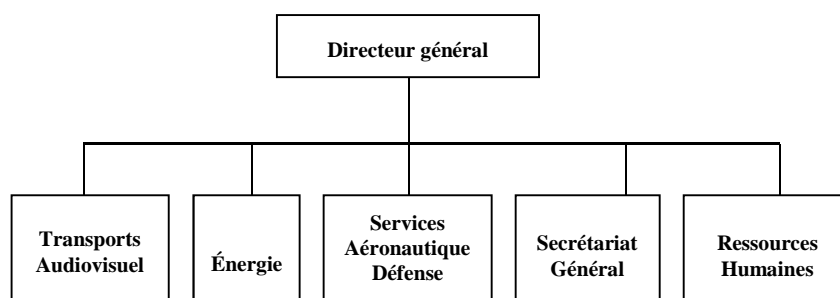 Directeur général
Transports
Audiovisuel
Énergie
Services
Aéronautique
Défense
Secrétariat
Général
Ressources
Humaines